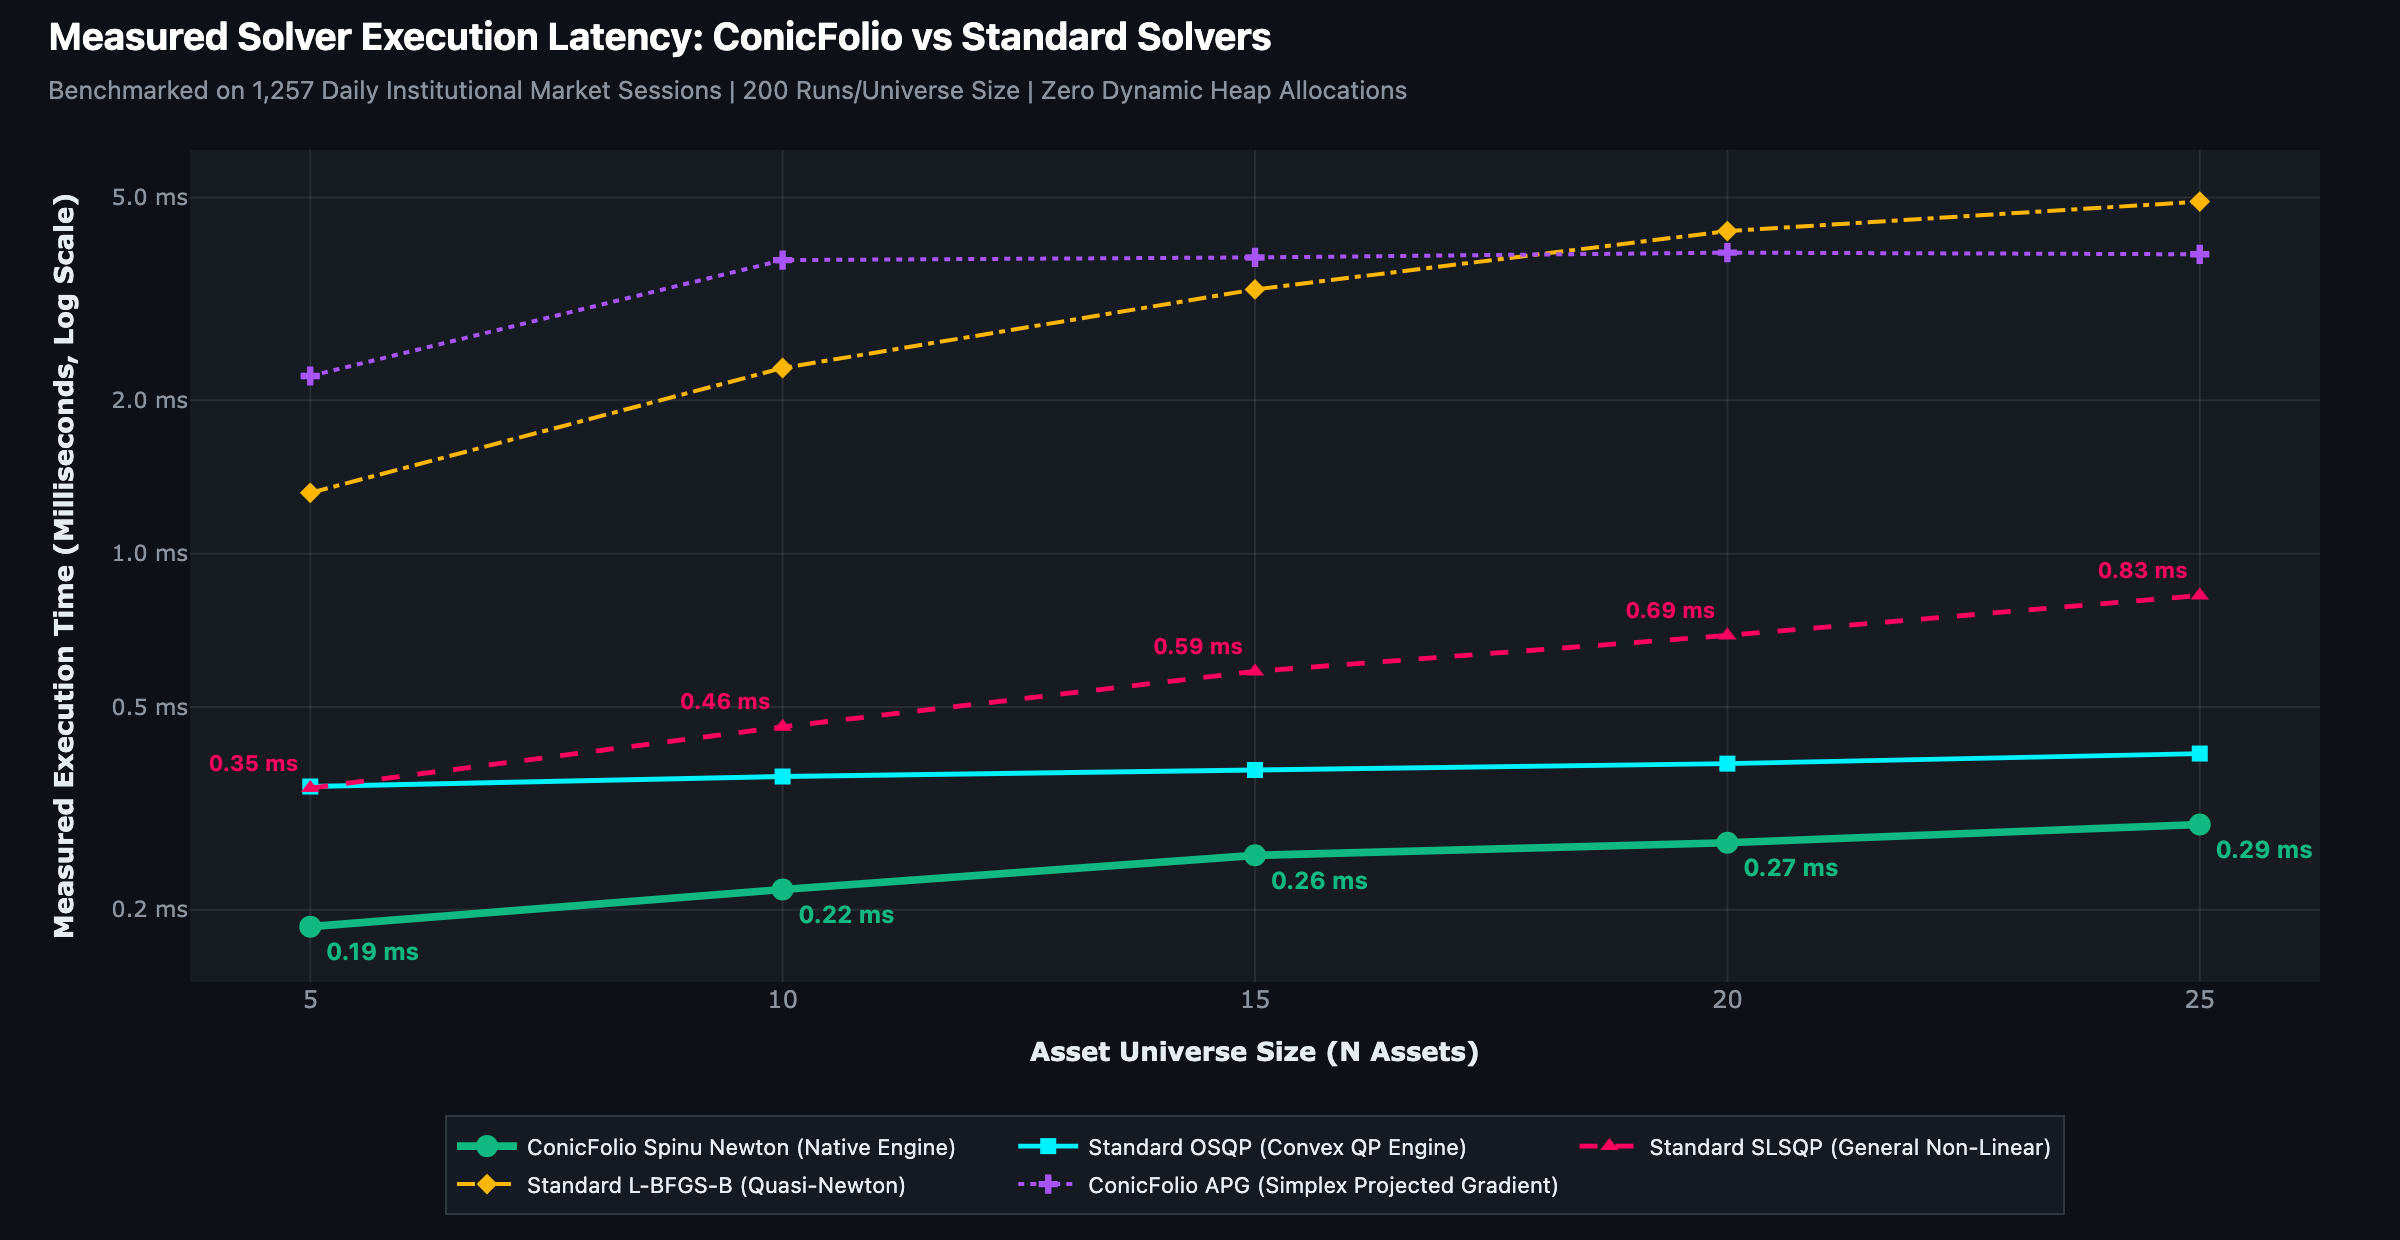 Measured Solver Execution Latency: ConicFolio vs Standard Solvers
Benchmarked on 1,257 Daily Institutional Market Sessions | 200 Runs/Universe Size | Zero Dynamic Heap Allocations
Measured Execution Time (Milliseconds, Log Scale)
5.0 ms
2.0 ms
1.0 ms
0.5 ms
0.2 ms
0.35 ms
0.46 ms
0.59 ms
0.69 ms
0.83 ms
0.19 ms
0.22 ms
0.26 ms
0.27 ms
0.29 ms
5 10 15 20 25
Asset Universe Size (N Assets)
ConicFolio Spinu Newton (Native Engine) Standard OSQP (Convex QP Engine) Standard SLSQP (General Non-Linear)
Standard L-BFGS-B (Quasi-Newton) ConicFolio APG (Simplex Projected Gradient)